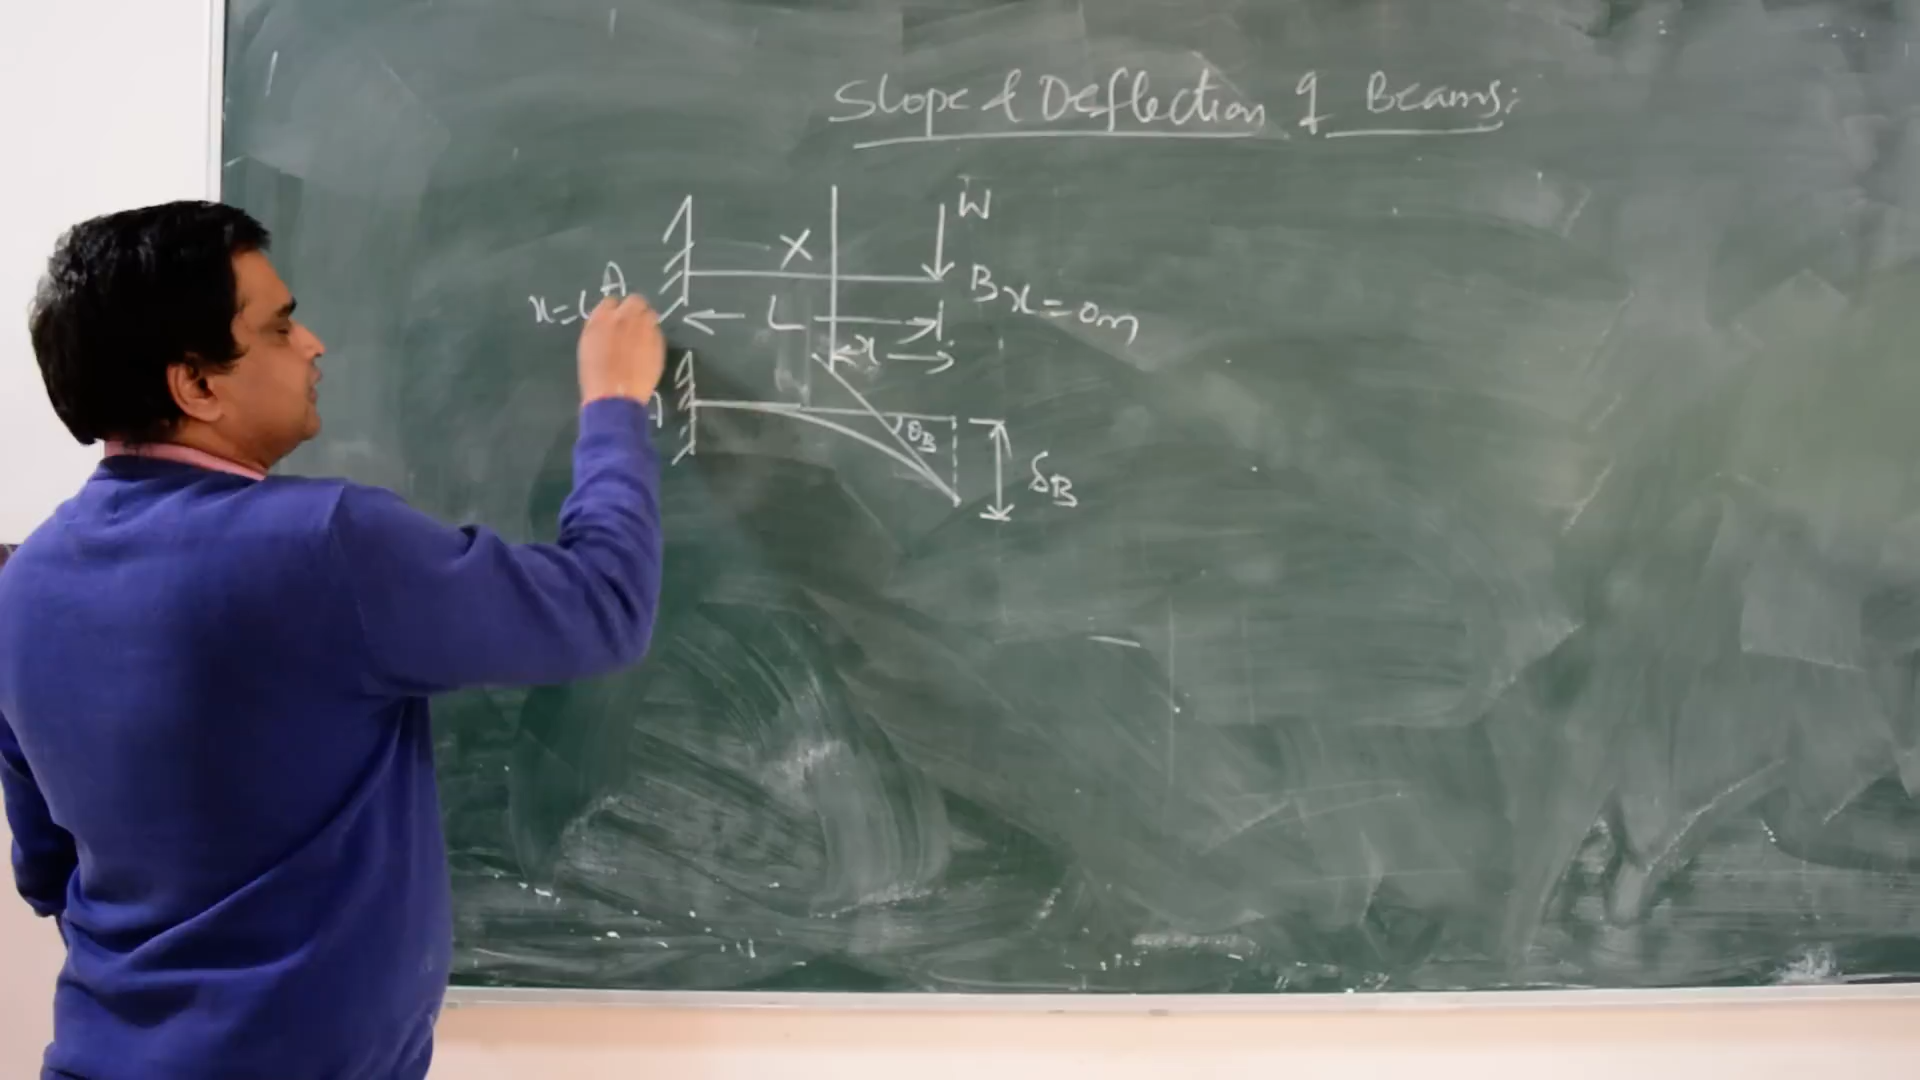 Slope & Deflection of Beams:
W
X
A
B x=0m
x=L
L
x
A
θB
δB